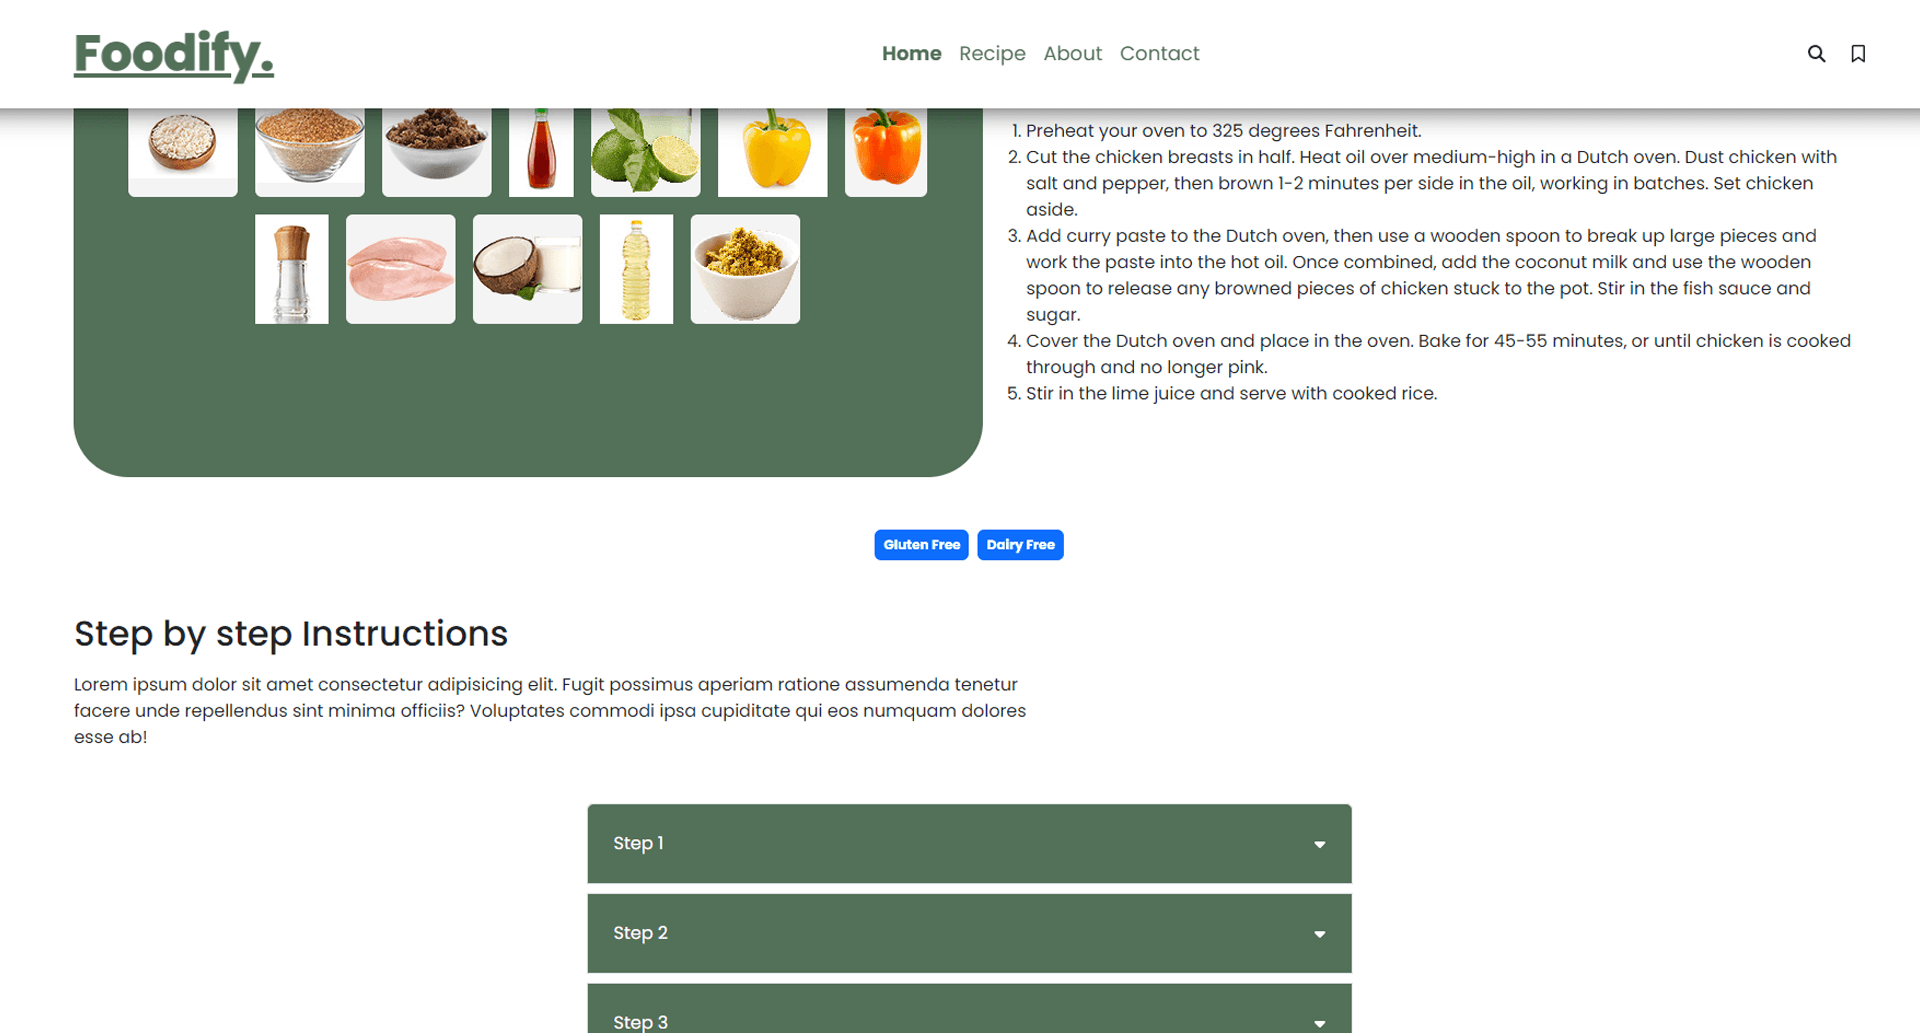 Foodify.
Home Recipe About Contact
1. Preheat your oven to 325 degrees Fahrenheit.
2. Cut the chicken breasts in half. Heat oil over medium-high in a Dutch oven. Dust chicken with
salt and pepper, then brown 1-2 minutes per side in the oil, working in batches. Set chicken
aside.
3. Add curry paste to the Dutch oven, then use a wooden spoon to break up large pieces and
work the paste into the hot oil. Once combined, add the coconut milk and use the wooden
spoon to release any browned pieces of chicken stuck to the pot. Stir in the fish sauce and
sugar.
4. Cover the Dutch oven and place in the oven. Bake for 45-55 minutes, or until chicken is cooked
through and no longer pink.
5. Stir in the lime juice and serve with cooked rice.
Gluten Free Dairy Free
Step by step Instructions
Lorem ipsum dolor sit amet consectetur adipisicing elit. Fugit possimus aperiam ratione assumenda tenetur
facere unde repellendus sint minima officiis? Voluptates commodi ipsa cupiditate qui eos numquam dolores
esse ab!
Step 1
Step 2
Step 3